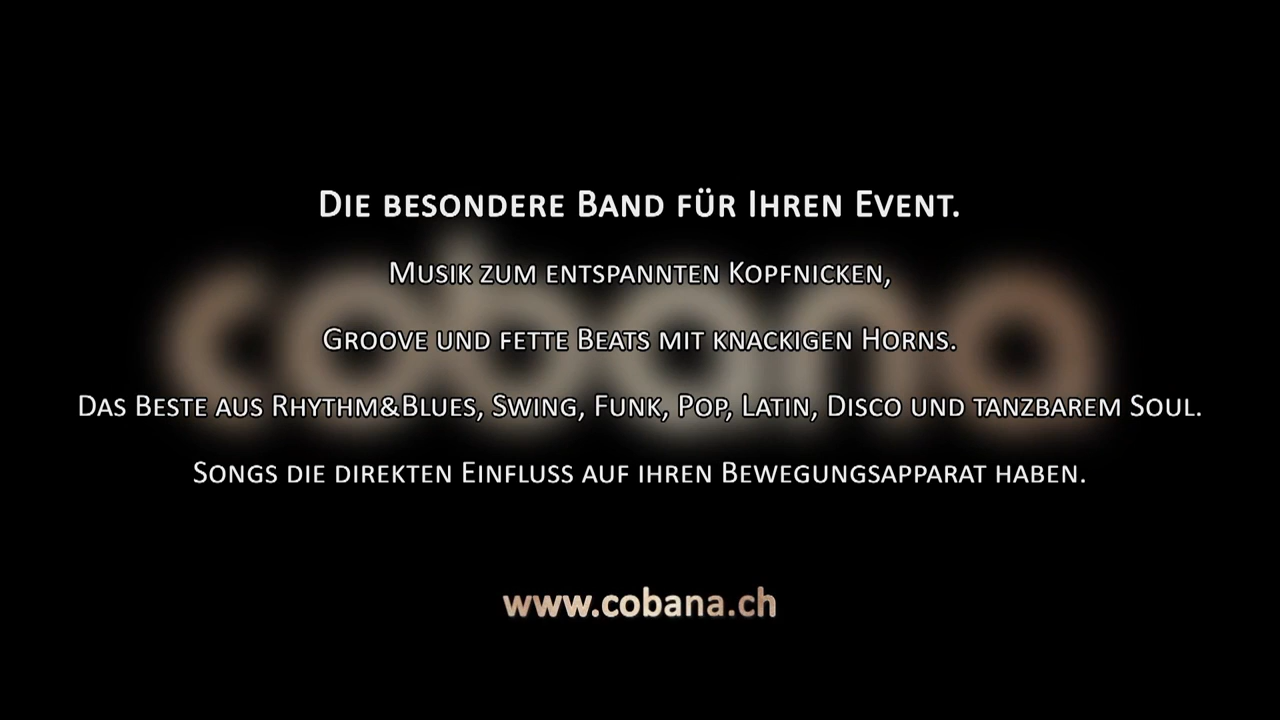 Die besondere Band für Ihren Event.
cobana
Musik zum entspannten Kopfnicken,
Groove und fette Beats mit knackigen Horns.
Das Beste aus Rhythm&Blues, Swing, Funk, Pop, Latin, Disco und tanzbarem Soul.
Songs die direkten Einfluss auf ihren Bewegungsapparat haben.
www.cobana.ch